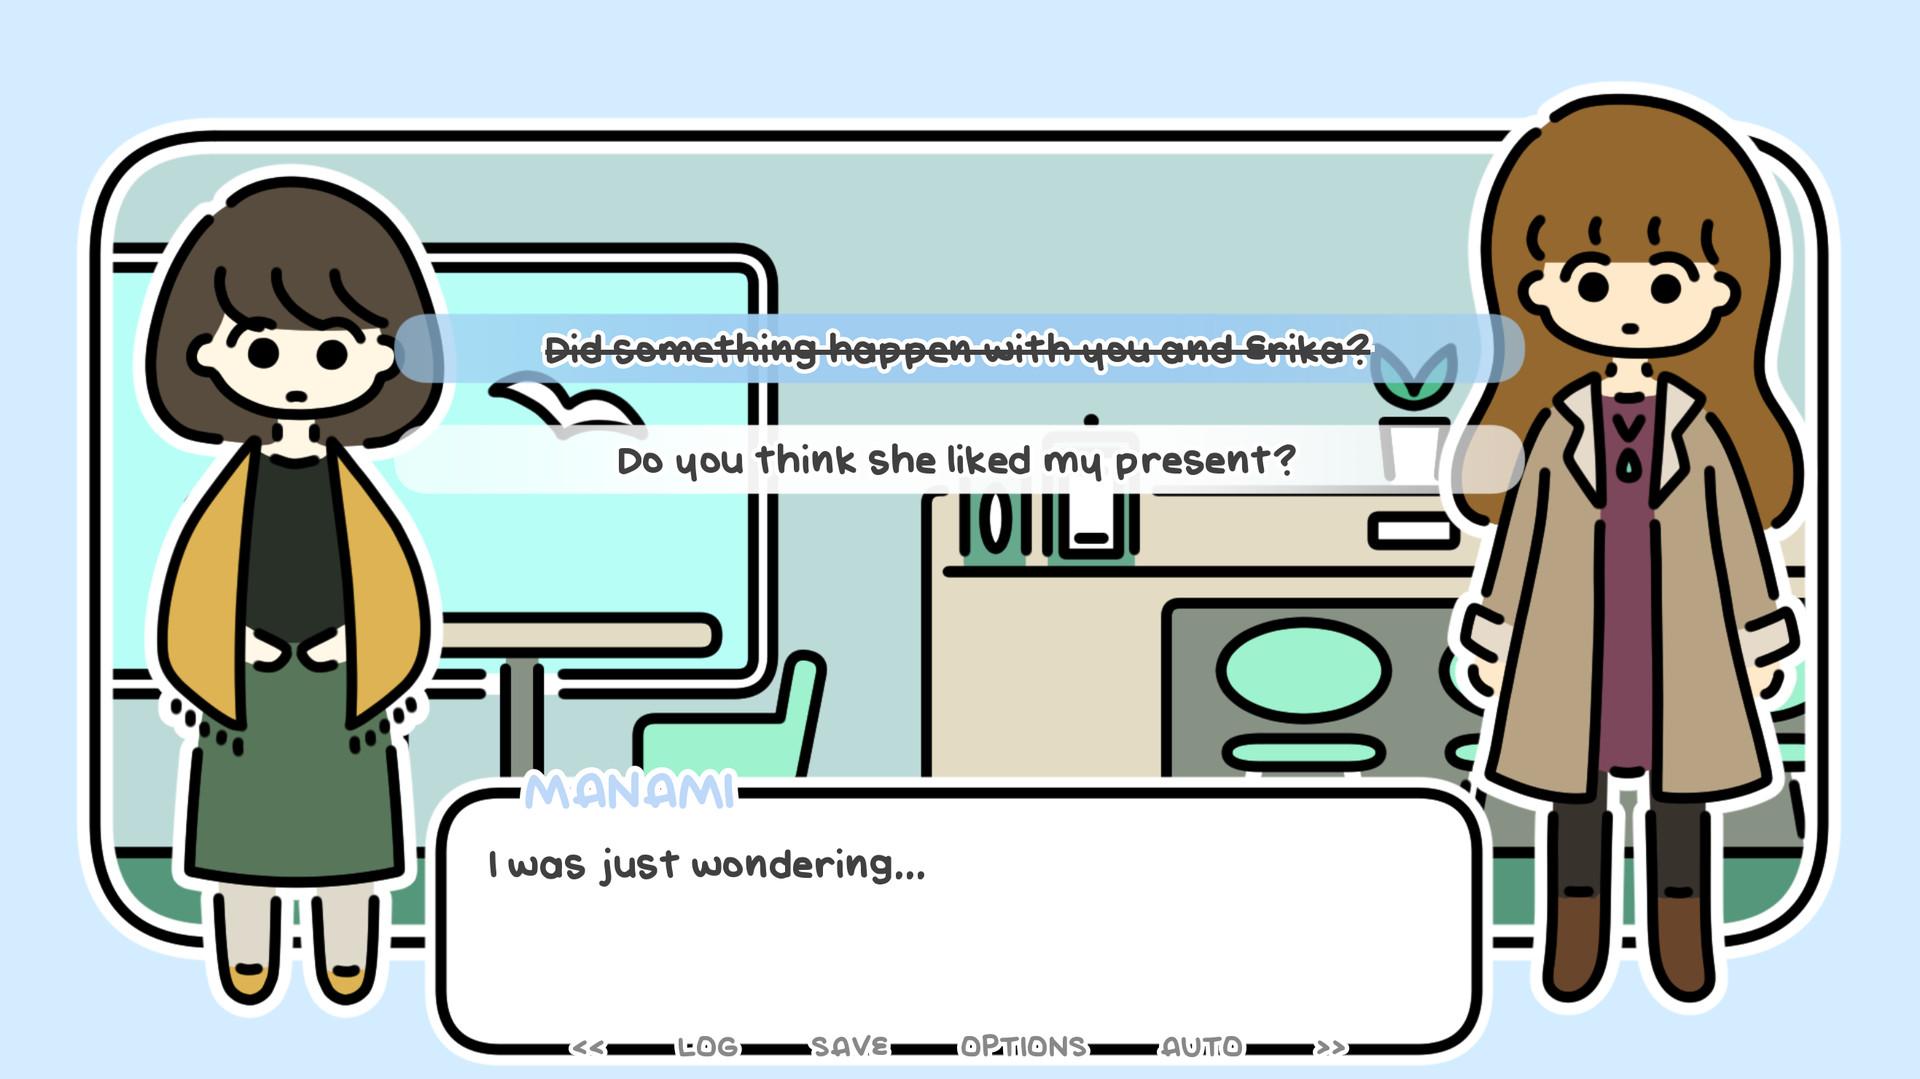 Did something happen with you and Erika?
Do you think she liked my present?
MANAMI
I was just wondering...
<< LOG SAVE OPTIONS AUTO >>